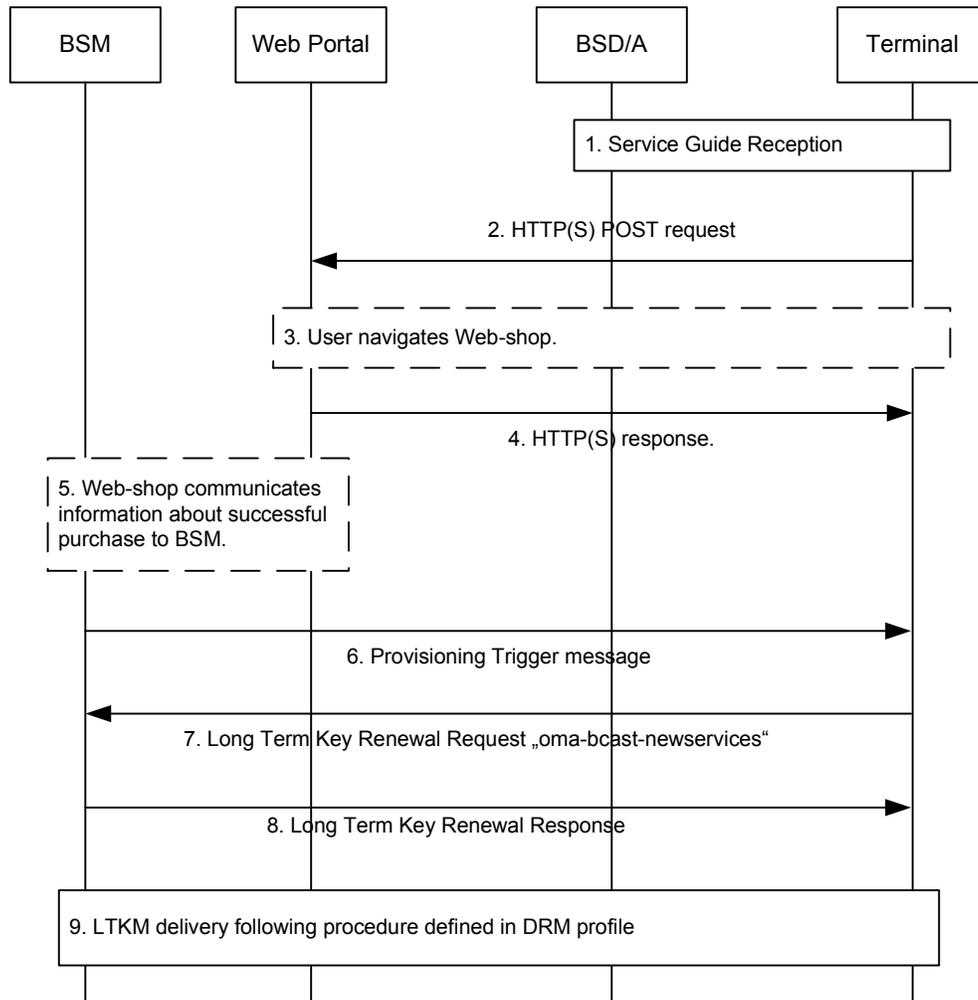 BSM
Web Portal
BSD/A
Terminal
1. Service Guide Reception
2. HTTP(S) POST request
3. User navigates Web-shop.
4. HTTP(S) response.
5. Web-shop communicates
information about successful
purchase to BSM.
6. Provisioning Trigger message
7. Long Term Key Renewal Request „oma-bcast-newservices“
8. Long Term Key Renewal Response
9. LTKM delivery following procedure defined in DRM profile